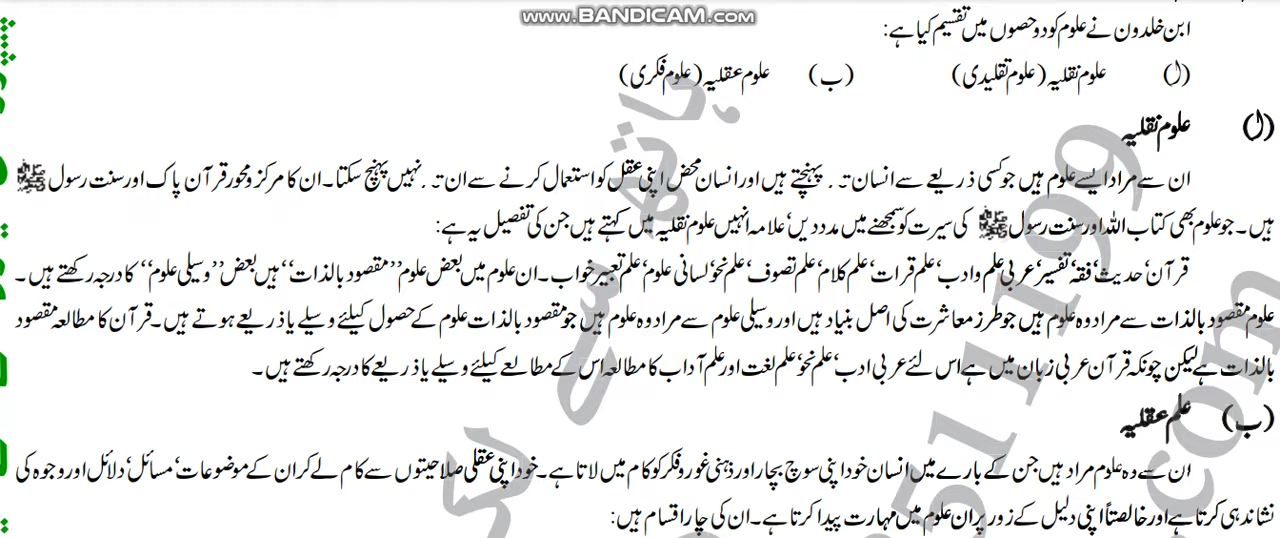 www.BANDICAM.com
ابن خلدون نے علوم کو دو حصوں میں تقسیم کیا ہے:
(ا) علوم نقلیہ (علوم تقلیدی) (ب) علوم عقلیہ (علوم فکری)
(ا) علوم نقلیہ
ان سے مراد ایسے علوم ہیں جو کسی ذریعے سے انسان تک پہنچتے ہیں اور انسان محض اپنی عقل کو استعمال کرنے سے ان تک نہیں پہنچ سکتا۔ ان کا مرکز و محور قرآن پاک اور سنت رسول ﷺ
ہیں۔ جو علوم بھی کتاب اللہ اور سنت رسول ﷺ کی سیرت کو سمجھنے میں مدد دیں، علامہ انہیں علوم نقلیہ میں کہتے ہیں جن کی تفصیل یہ ہے:
قرآن، حدیث، فقہ، تفسیر، عربی علم و ادب، علم قرات، علم کلام، علم تصوف، علم نحو، لسانی علوم، علم تعبیر خواب۔ ان علوم میں بعض علوم ’’مقصود بالذات‘‘ ہیں بعض ’’وسیلی علوم‘‘ کا درجہ رکھتے ہیں۔
علوم مقصود بالذات سے مراد وہ علوم ہیں جو طرز معاشرت کی اصل بنیاد ہیں اور وسیلی علوم سے مراد وہ علوم ہیں جو مقصود بالذات علوم کے حصول کیلئے وسیلے یا ذریعے ہوتے ہیں۔ قرآن کا مطالعہ مقصود
بالذات ہے لیکن چونکہ قرآن عربی زبان میں ہے اس لئے عربی ادب، علم نحو، علم لغت اور علم آداب کا مطالعہ اس کے مطالعے کیلئے وسیلے یا ذریعے کا درجہ رکھتے ہیں۔
(ب) علم عقلیہ
ان سے وہ علوم مراد ہیں جن کے بارے میں انسان خود اپنی سوچ بچار اور ذہنی غور و فکر کو کام میں لاتا ہے۔ خود اپنی عقلی صلاحیتوں سے کام لے کر ان کے موضوعات، مسائل، دلائل اور وجوہ کی
نشاندہی کرتا ہے اور خالصتاً اپنی دلیل کے زور پر ان علوم میں مہارت پیدا کرتا ہے۔ ان کی چار اقسام ہیں: